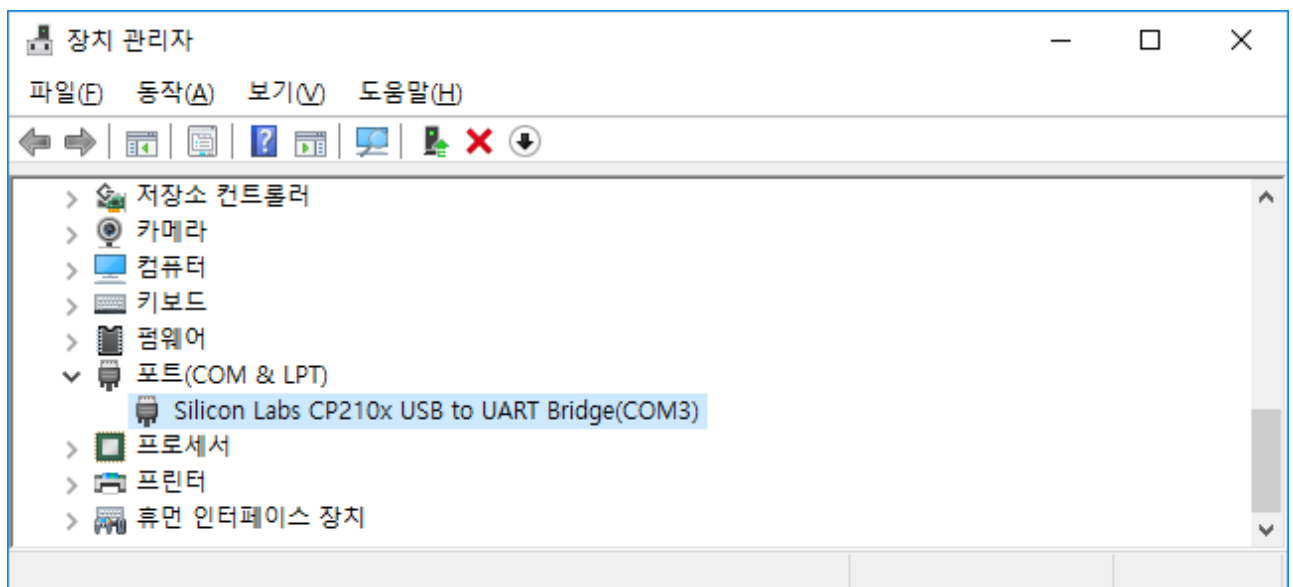 장치 관리자
파일(F) 동작(A) 보기(V) 도움말(H)
저장소 컨트롤러
카메라
컴퓨터
키보드
펌웨어
포트(COM & LPT)
Silicon Labs CP210x USB to UART Bridge(COM3)
프로세서
프린터
휴먼 인터페이스 장치